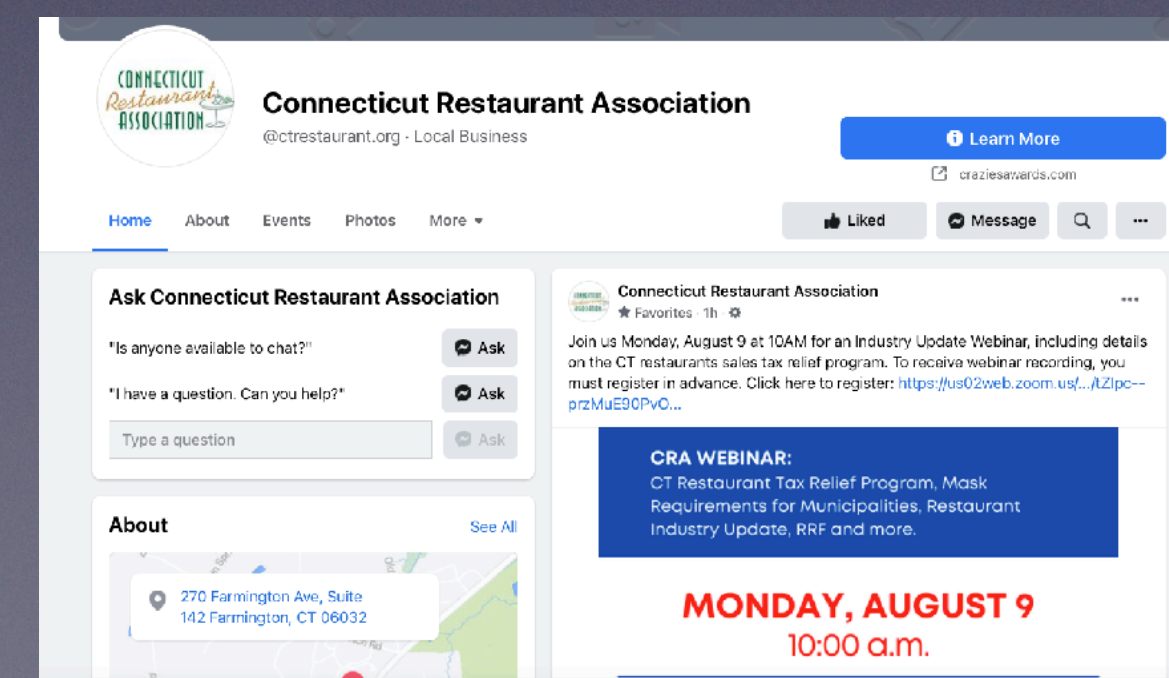 CONNECTICUT
Restaurant
ASSOCIATION
Connecticut Restaurant Association
@ctrestaurant.org · Local Business
Learn More
craziesawards.com
Home About Events Photos More
Liked Message
Ask Connecticut Restaurant Association
"Is anyone available to chat?" Ask
"I have a question. Can you help?" Ask
Type a question Ask
About See All
270 Farmington Ave, Suite
142 Farmington, CT 06032
Connecticut Restaurant Association
Favorites · 1h ·
Join us Monday, August 9 at 10AM for an Industry Update Webinar, including details
on the CT restaurants sales tax relief program. To receive webinar recording, you
must register in advance. Click here to register: https://us02web.zoom.us/.../tZIpc--
przMuE90PvO...
CRA WEBINAR:
CT Restaurant Tax Relief Program, Mask
Requirements for Municipalities, Restaurant
Industry Update, RRF and more.
MONDAY, AUGUST 9
10:00 a.m.